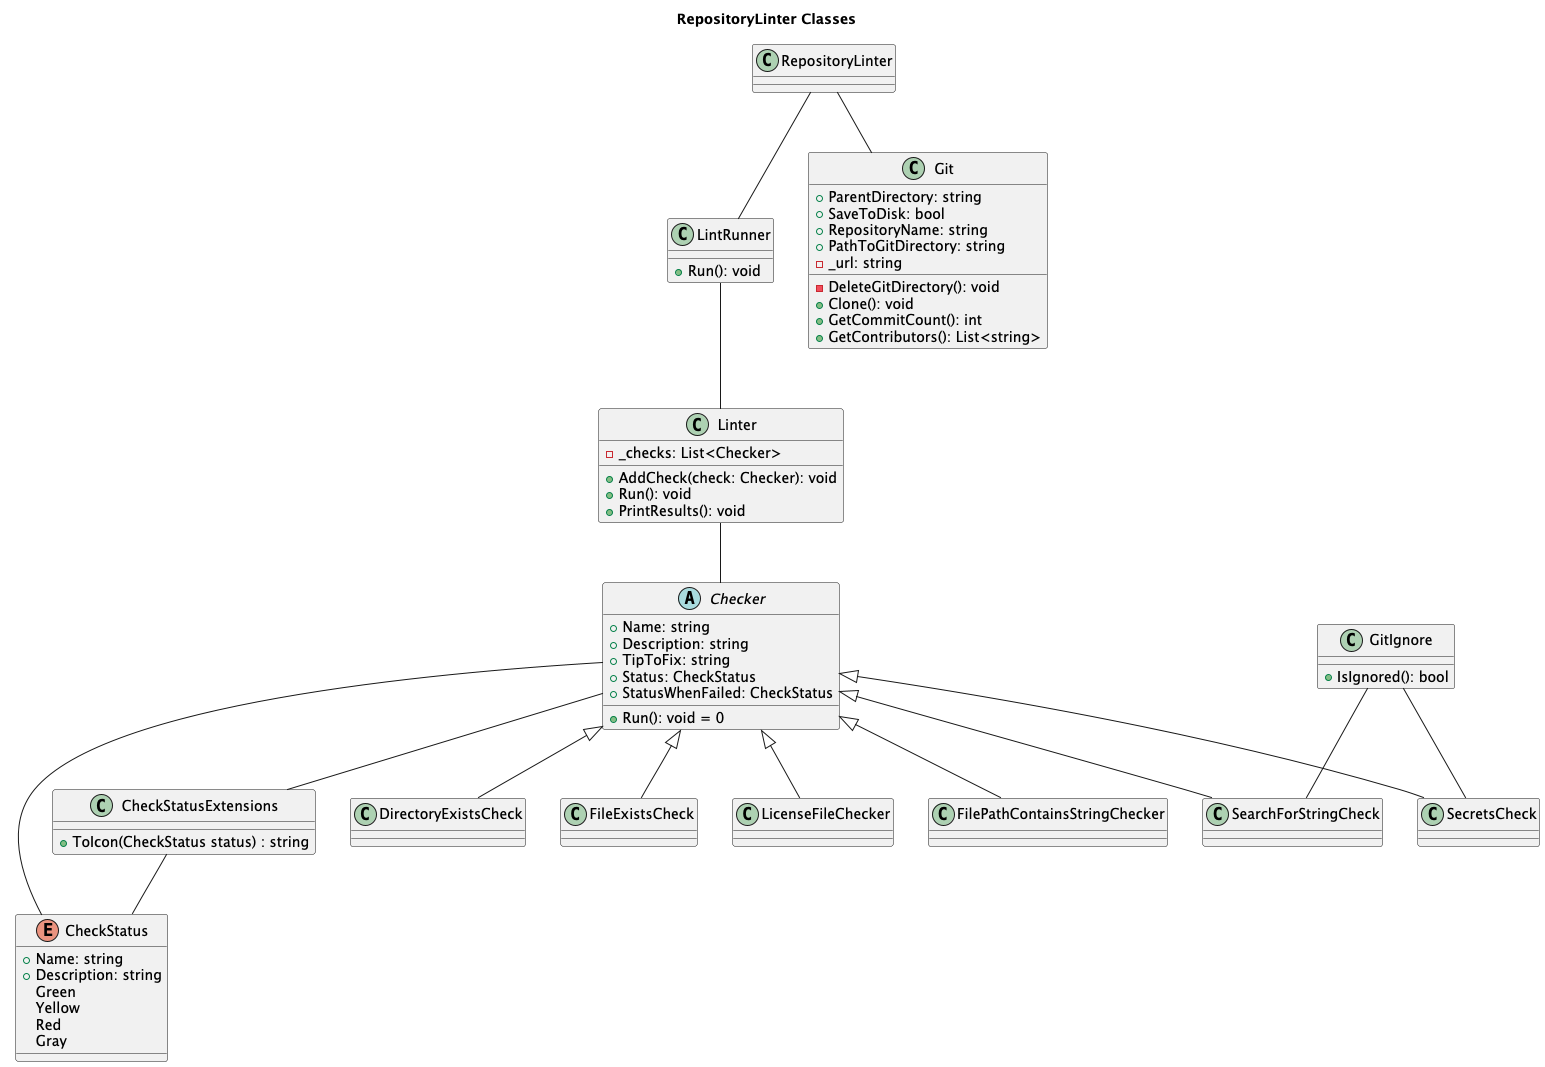 RepositoryLinter Classes
C RepositoryLinter
C Git
ParentDirectory: string
SaveToDisk: bool
RepositoryName: string
PathToGitDirectory: string
_url: string
DeleteGitDirectory(): void
Clone(): void
GetCommitCount(): int
GetContributors(): List<string>
C LintRunner
Run(): void
C Linter
_checks: List<Checker>
AddCheck(check: Checker): void
Run(): void
PrintResults(): void
A Checker
Name: string
Description: string
TipToFix: string
Status: CheckStatus
StatusWhenFailed: CheckStatus
Run(): void = 0
C GitIgnore
IsIgnored(): bool
C CheckStatusExtensions
ToIcon(CheckStatus status) : string
C DirectoryExistsCheck
C FileExistsCheck
C LicenseFileChecker
C FilePathContainsStringChecker
C SearchForStringCheck
C SecretsCheck
E CheckStatus
Name: string
Description: string
Green
Yellow
Red
Gray